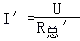 I′ = U / R总′